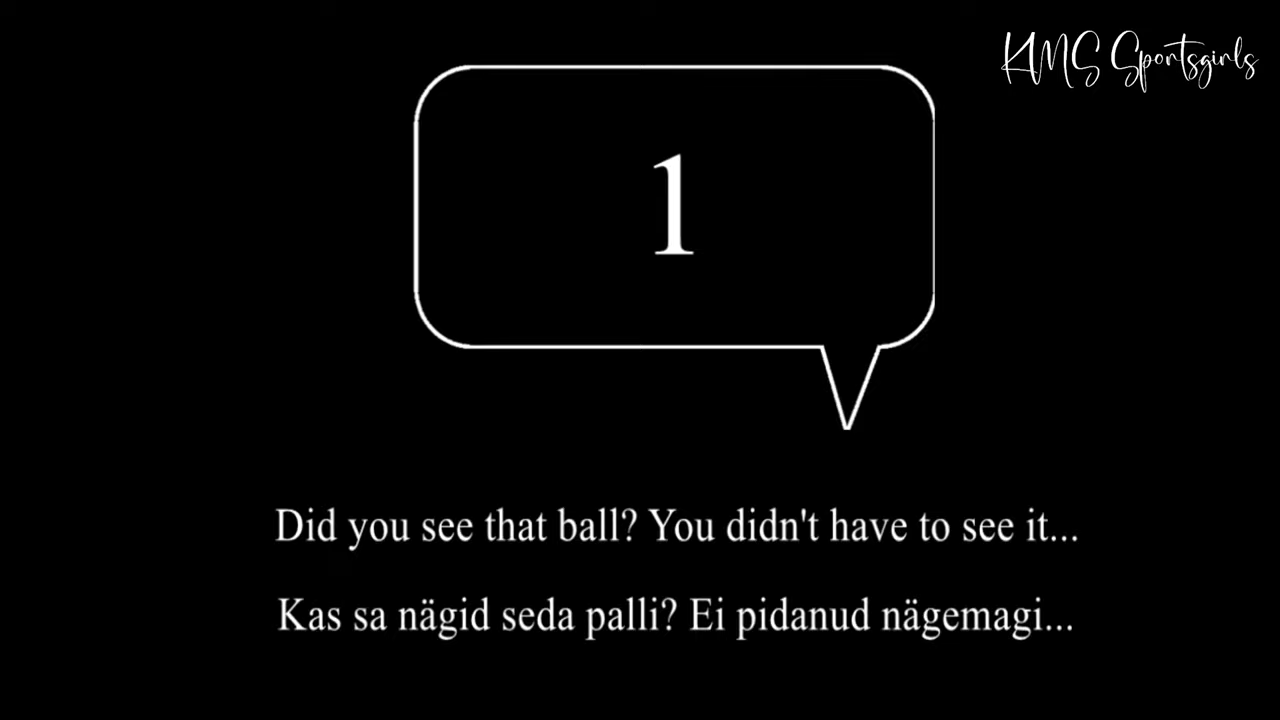 KMS Sportsgirls
1
Did you see that ball? You didn't have to see it...
Kas sa nägid seda palli? Ei pidanud nägemagi...